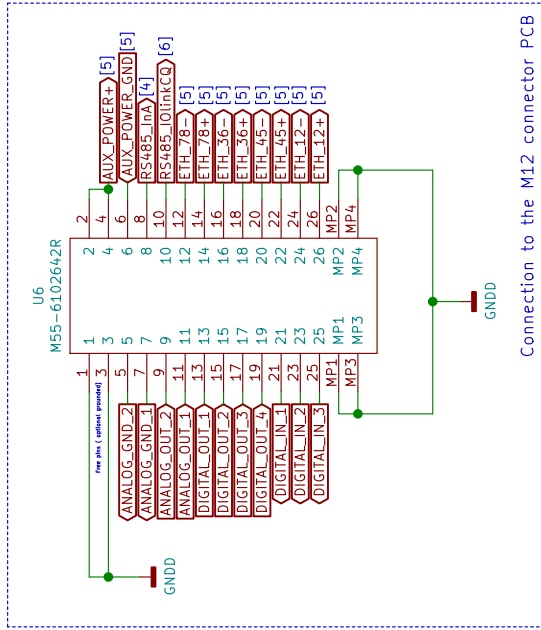 Connection to the M12 connector PCB
U6
M55-6102642R
AUX_POWER+ [5]
AUX_POWER_GND [5]
RS485_InA [4]
RS485_IOlinkCQ [6]
ETH_78- [5]
ETH_78+ [5]
ETH_36- [5]
ETH_36+ [5]
ETH_45- [5]
ETH_45+ [5]
ETH_12- [5]
ETH_12+ [5]
2 4 6 8 10 12 14 16 18 20 22 24 26 MP2 MP4
2 4 6 8 10 12 14 16 18 20 22 24 26 MP2 MP4
1 3 5 7 9 11 13 15 17 19 21 23 25 MP1 MP3
1 3 5 7 9 11 13 15 17 19 21 23 25 MP1 MP3
Free pins ( optional grounded)
ANALOG_GND_2
ANALOG_GND_1
ANALOG_OUT_2
ANALOG_OUT_1
DIGITAL_OUT_1
DIGITAL_OUT_2
DIGITAL_OUT_3
DIGITAL_OUT_4
DIGITAL_IN_1
DIGITAL_IN_2
DIGITAL_IN_3
GNDD
GNDD